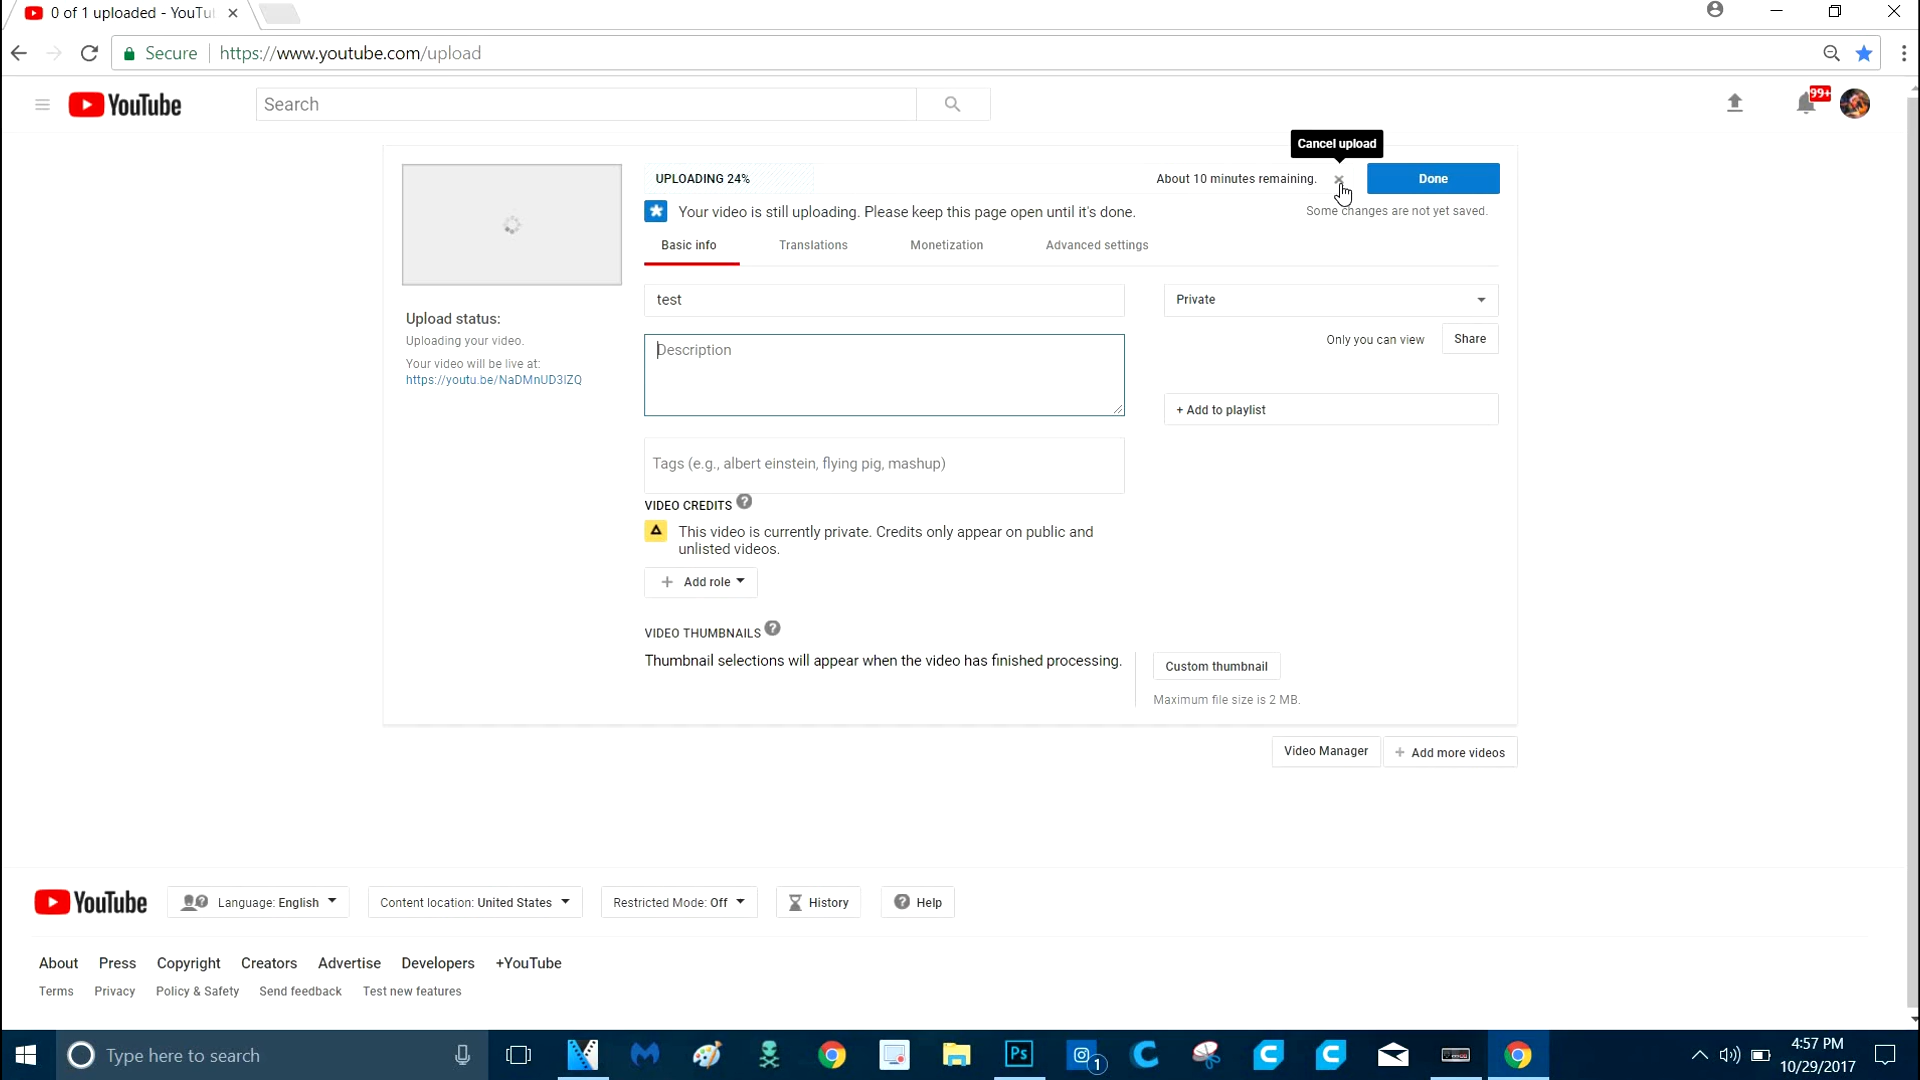 0 of 1 uploaded - YouTu
Secure https://www.youtube.com/upload
YouTube
Search
99+
Cancel upload
UPLOADING 24%
About 10 minutes remaining.
Done
Your video is still uploading. Please keep this page open until it's done.
Some changes are not yet saved.
Basic info Translations Monetization Advanced settings
test
Private
Upload status:
Uploading your video.
Your video will be live at:
https://youtu.be/NaDMnUD3IZQ
Description
Only you can view
Share
+ Add to playlist
Tags (e.g., albert einstein, flying pig, mashup)
VIDEO CREDITS ?
This video is currently private. Credits only appear on public and
unlisted videos.
+ Add role
VIDEO THUMBNAILS ?
Thumbnail selections will appear when the video has finished processing.
Custom thumbnail
Maximum file size is 2 MB.
Video Manager
+ Add more videos
YouTube
Language: English
Content location: United States
Restricted Mode: Off
History
Help
About Press Copyright Creators Advertise Developers +YouTube
Terms Privacy Policy & Safety Send feedback Test new features
Type here to search
Ps
1
4:57 PM
10/29/2017